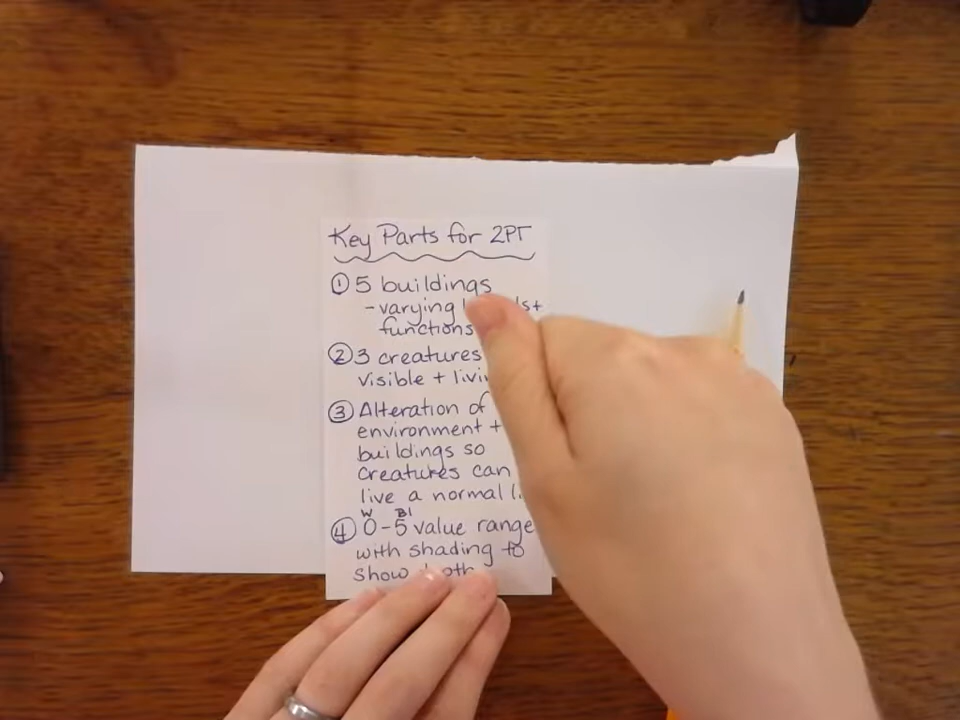 Key Parts for 2PT
① 5 buildings
- varying
functions
② 3 creatures
visible +
③ Alteration of
environment +
buildings so
creatures can
live a normal
W Bl
④ 0-5 value range
with shading to
show